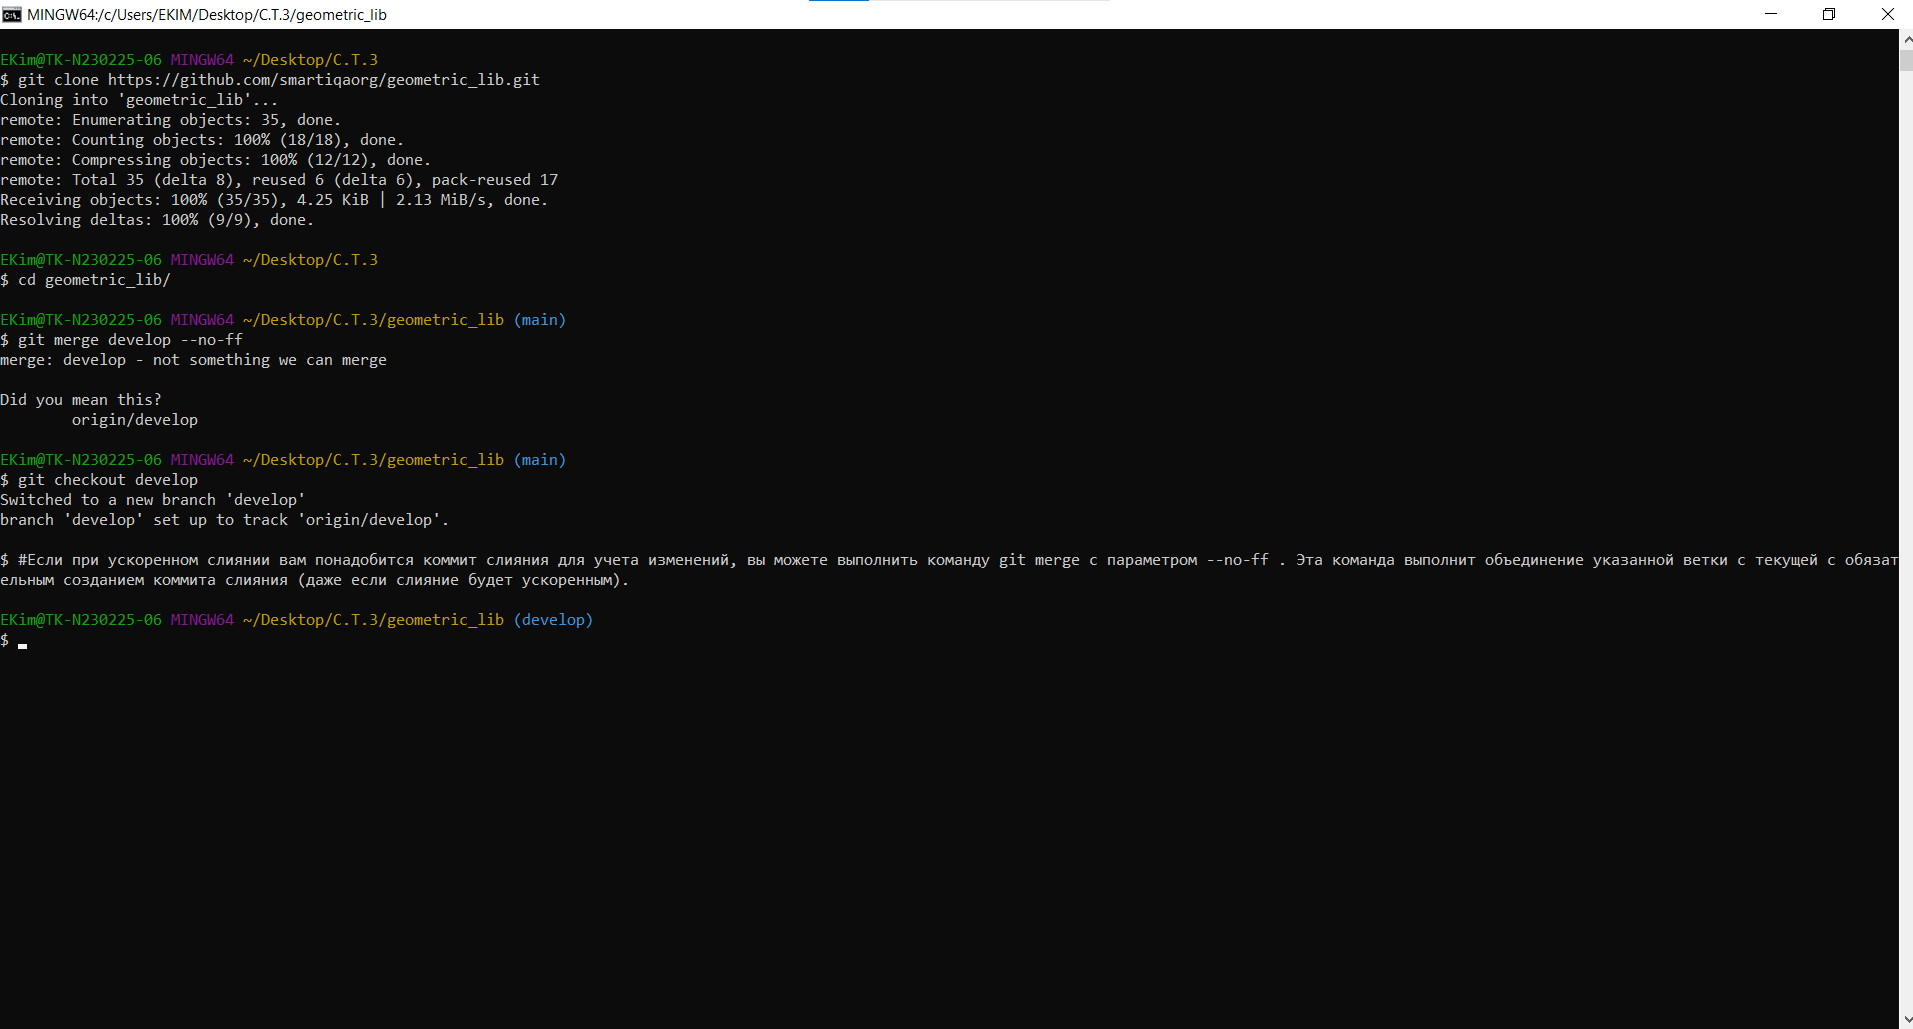 MINGW64:/c/Users/EKIM/Desktop/C.T.3/geometric_lib
EKim@TK-N230225-06 MINGW64 ~/Desktop/C.T.3
$ git clone https://github.com/smartiqaorg/geometric_lib.git
Cloning into 'geometric_lib'...
remote: Enumerating objects: 35, done.
remote: Counting objects: 100% (18/18), done.
remote: Compressing objects: 100% (12/12), done.
remote: Total 35 (delta 8), reused 6 (delta 6), pack-reused 17
Receiving objects: 100% (35/35), 4.25 KiB | 2.13 MiB/s, done.
Resolving deltas: 100% (9/9), done.
EKim@TK-N230225-06 MINGW64 ~/Desktop/C.T.3
$ cd geometric_lib/
EKim@TK-N230225-06 MINGW64 ~/Desktop/C.T.3/geometric_lib (main)
$ git merge develop --no-ff
merge: develop - not something we can merge
Did you mean this?
origin/develop
EKim@TK-N230225-06 MINGW64 ~/Desktop/C.T.3/geometric_lib (main)
$ git checkout develop
Switched to a new branch 'develop'
branch 'develop' set up to track 'origin/develop'.
$ #Если при ускоренном слиянии вам понадобится коммит слияния для учета изменений, вы можете выполнить команду git merge с параметром --no-ff . Эта команда выполнит объединение указанной ветки с текущей с обязат
ельным созданием коммита слияния (даже если слияние будет ускоренным).
EKim@TK-N230225-06 MINGW64 ~/Desktop/C.T.3/geometric_lib (develop)
$